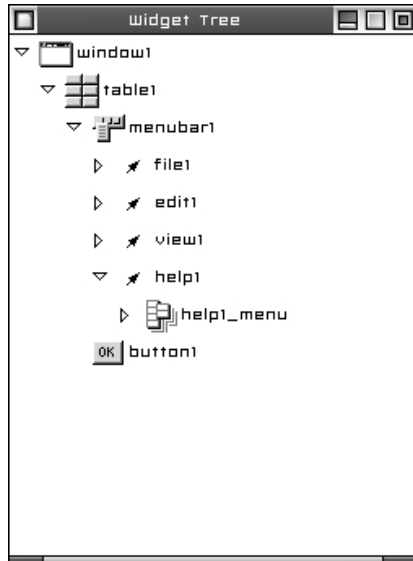 Widget Tree
window1
table1
menubar1
file1
edit1
view1
help1
help1_menu
OK button1